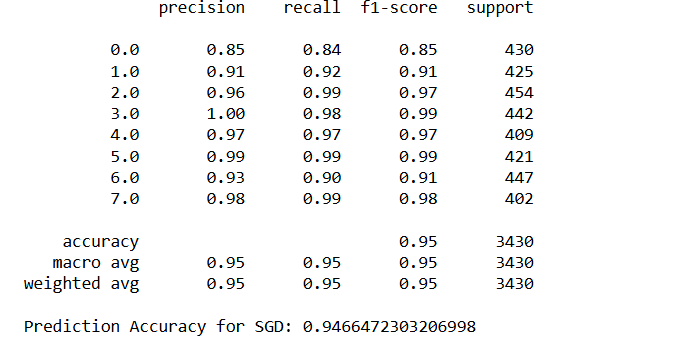 precision recall f1-score support
0.0 0.85 0.84 0.85 430
1.0 0.91 0.92 0.91 425
2.0 0.96 0.99 0.97 454
3.0 1.00 0.98 0.99 442
4.0 0.97 0.97 0.97 409
5.0 0.99 0.99 0.99 421
6.0 0.93 0.90 0.91 447
7.0 0.98 0.99 0.98 402
accuracy 0.95 3430
macro avg 0.95 0.95 0.95 3430
weighted avg 0.95 0.95 0.95 3430
Prediction Accuracy for SGD: 0.9466472303206998